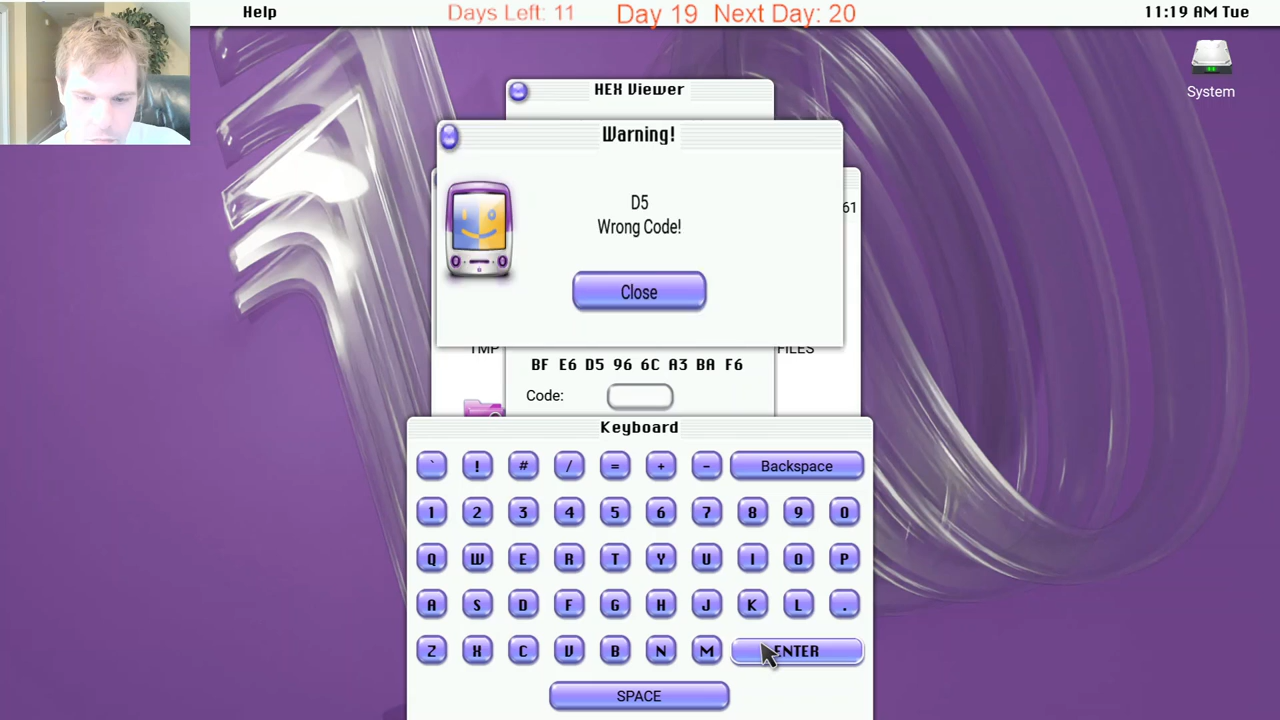 Help
Days Left: 11
Day 19 Next Day: 20
11:19 AM Tue
System
HEX Viewer
Warning!
61
D5
Wrong Code!
Close
TMP
FILES
BF E6 D5 96 6C A3 BA F6
Code:
Keyboard
` ! # / = + - Backspace
1 2 3 4 5 6 7 8 9 0
Q W E R T Y U I O P
A S D F G H J K L .
Z X C V B N M ENTER
SPACE